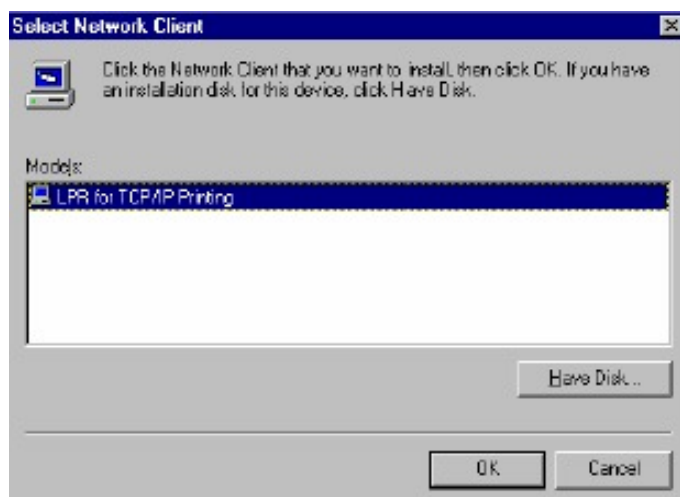 Select Network Client
Click the Network Client that you want to install, then click OK. If you have
an installation disk for this device, click Have Disk.
Models:
LPR for TCP/IP Printing
Have Disk...
OK
Cancel